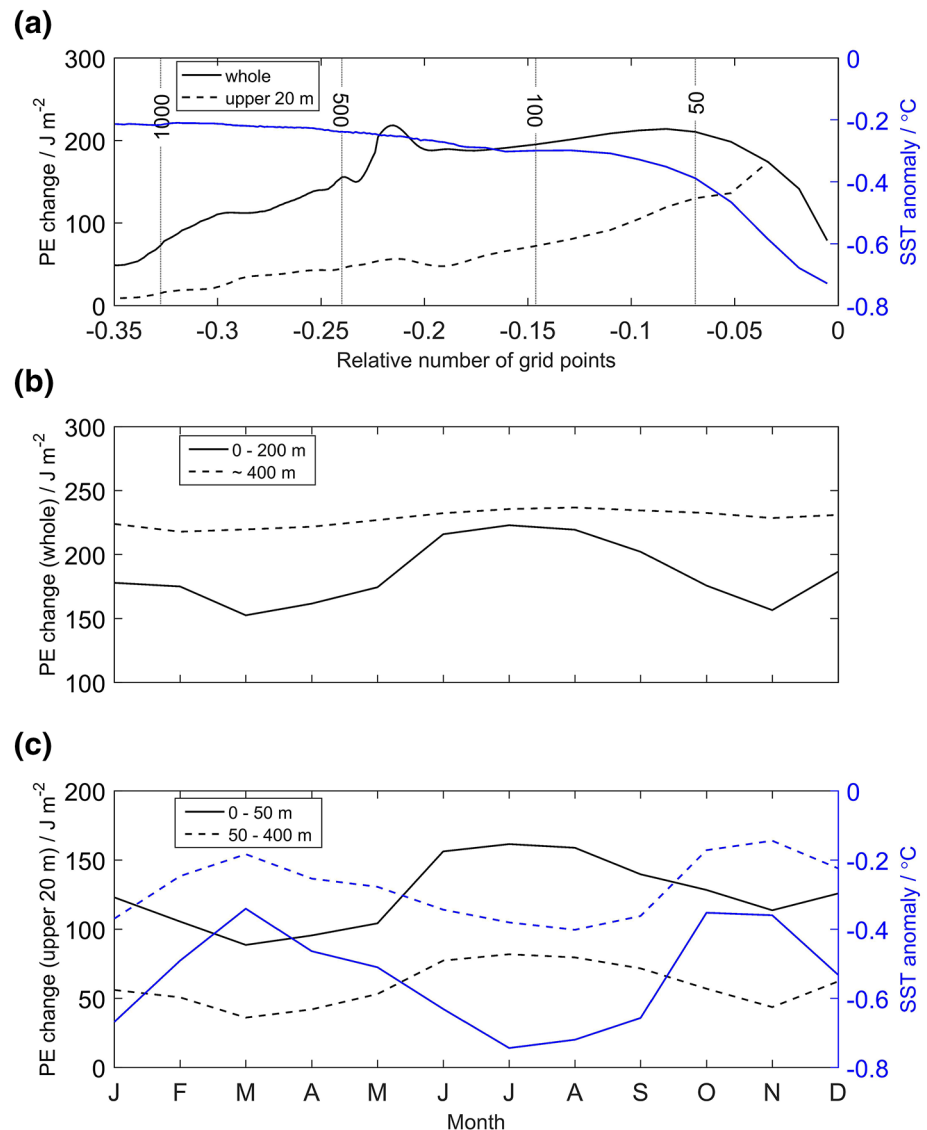 (a)
300
200
100
0
PE change / J m-2
whole
upper 20 m
1000
500
100
50
0
-0.2
-0.4
-0.6
-0.8
SST anomaly / °C
-0.35 -0.3 -0.25 -0.2 -0.15 -0.1 -0.05 0
Relative number of grid points
(b)
300
250
200
150
100
PE change (whole) / J m-2
0 - 200 m
~ 400 m
(c)
200
150
100
50
0
PE change (upper 20 m) / J m-2
0 - 50 m
50 - 400 m
0
-0.2
-0.4
-0.6
-0.8
SST anomaly / °C
J F M A M J J A S O N D
Month